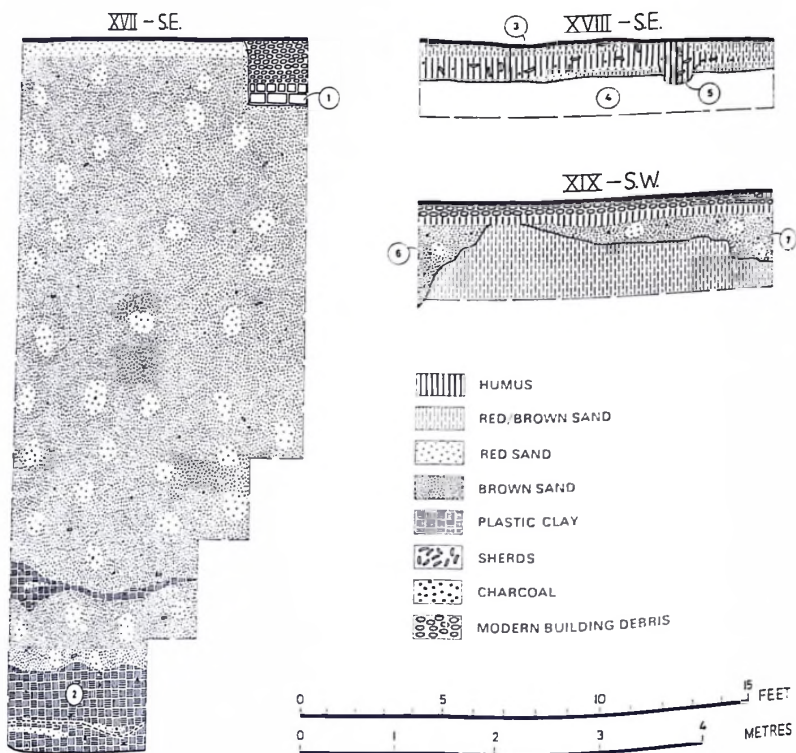 XVII – S.E.
XVIII – S.E.
3
1
4
5
XIX – S.W.
6
7
HUMUS
RED/BROWN SAND
RED SAND
BROWN SAND
PLASTIC CLAY
SHERDS
CHARCOAL
MODERN BUILDING DEBRIS
2
0 5 10 15 FEET
0 1 2 3 4 METRES